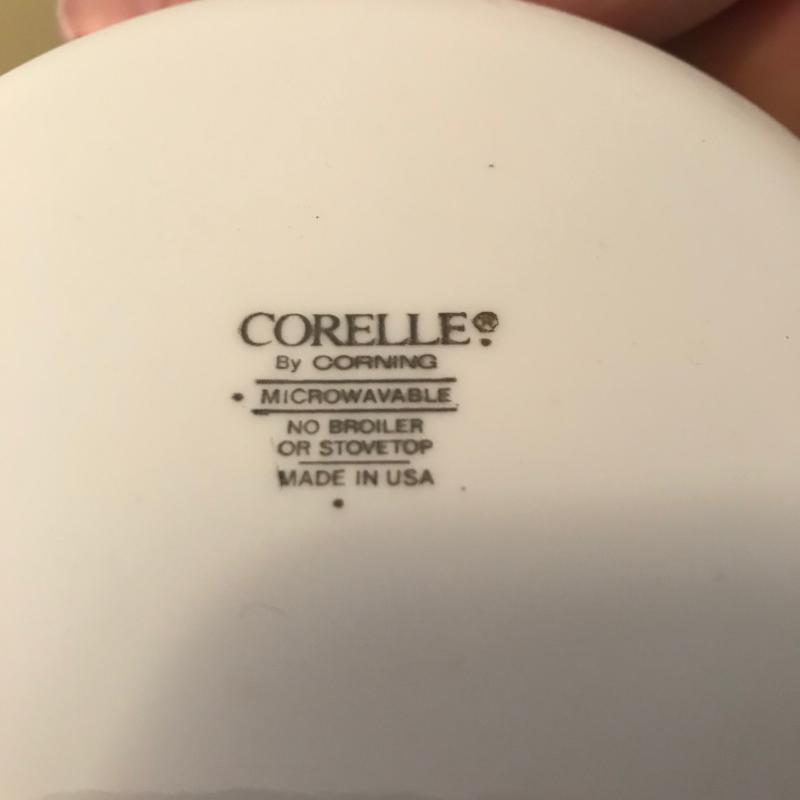 CORELLE®
By CORNING
MICROWAVABLE
NO BROILER
OR STOVETOP
MADE IN USA